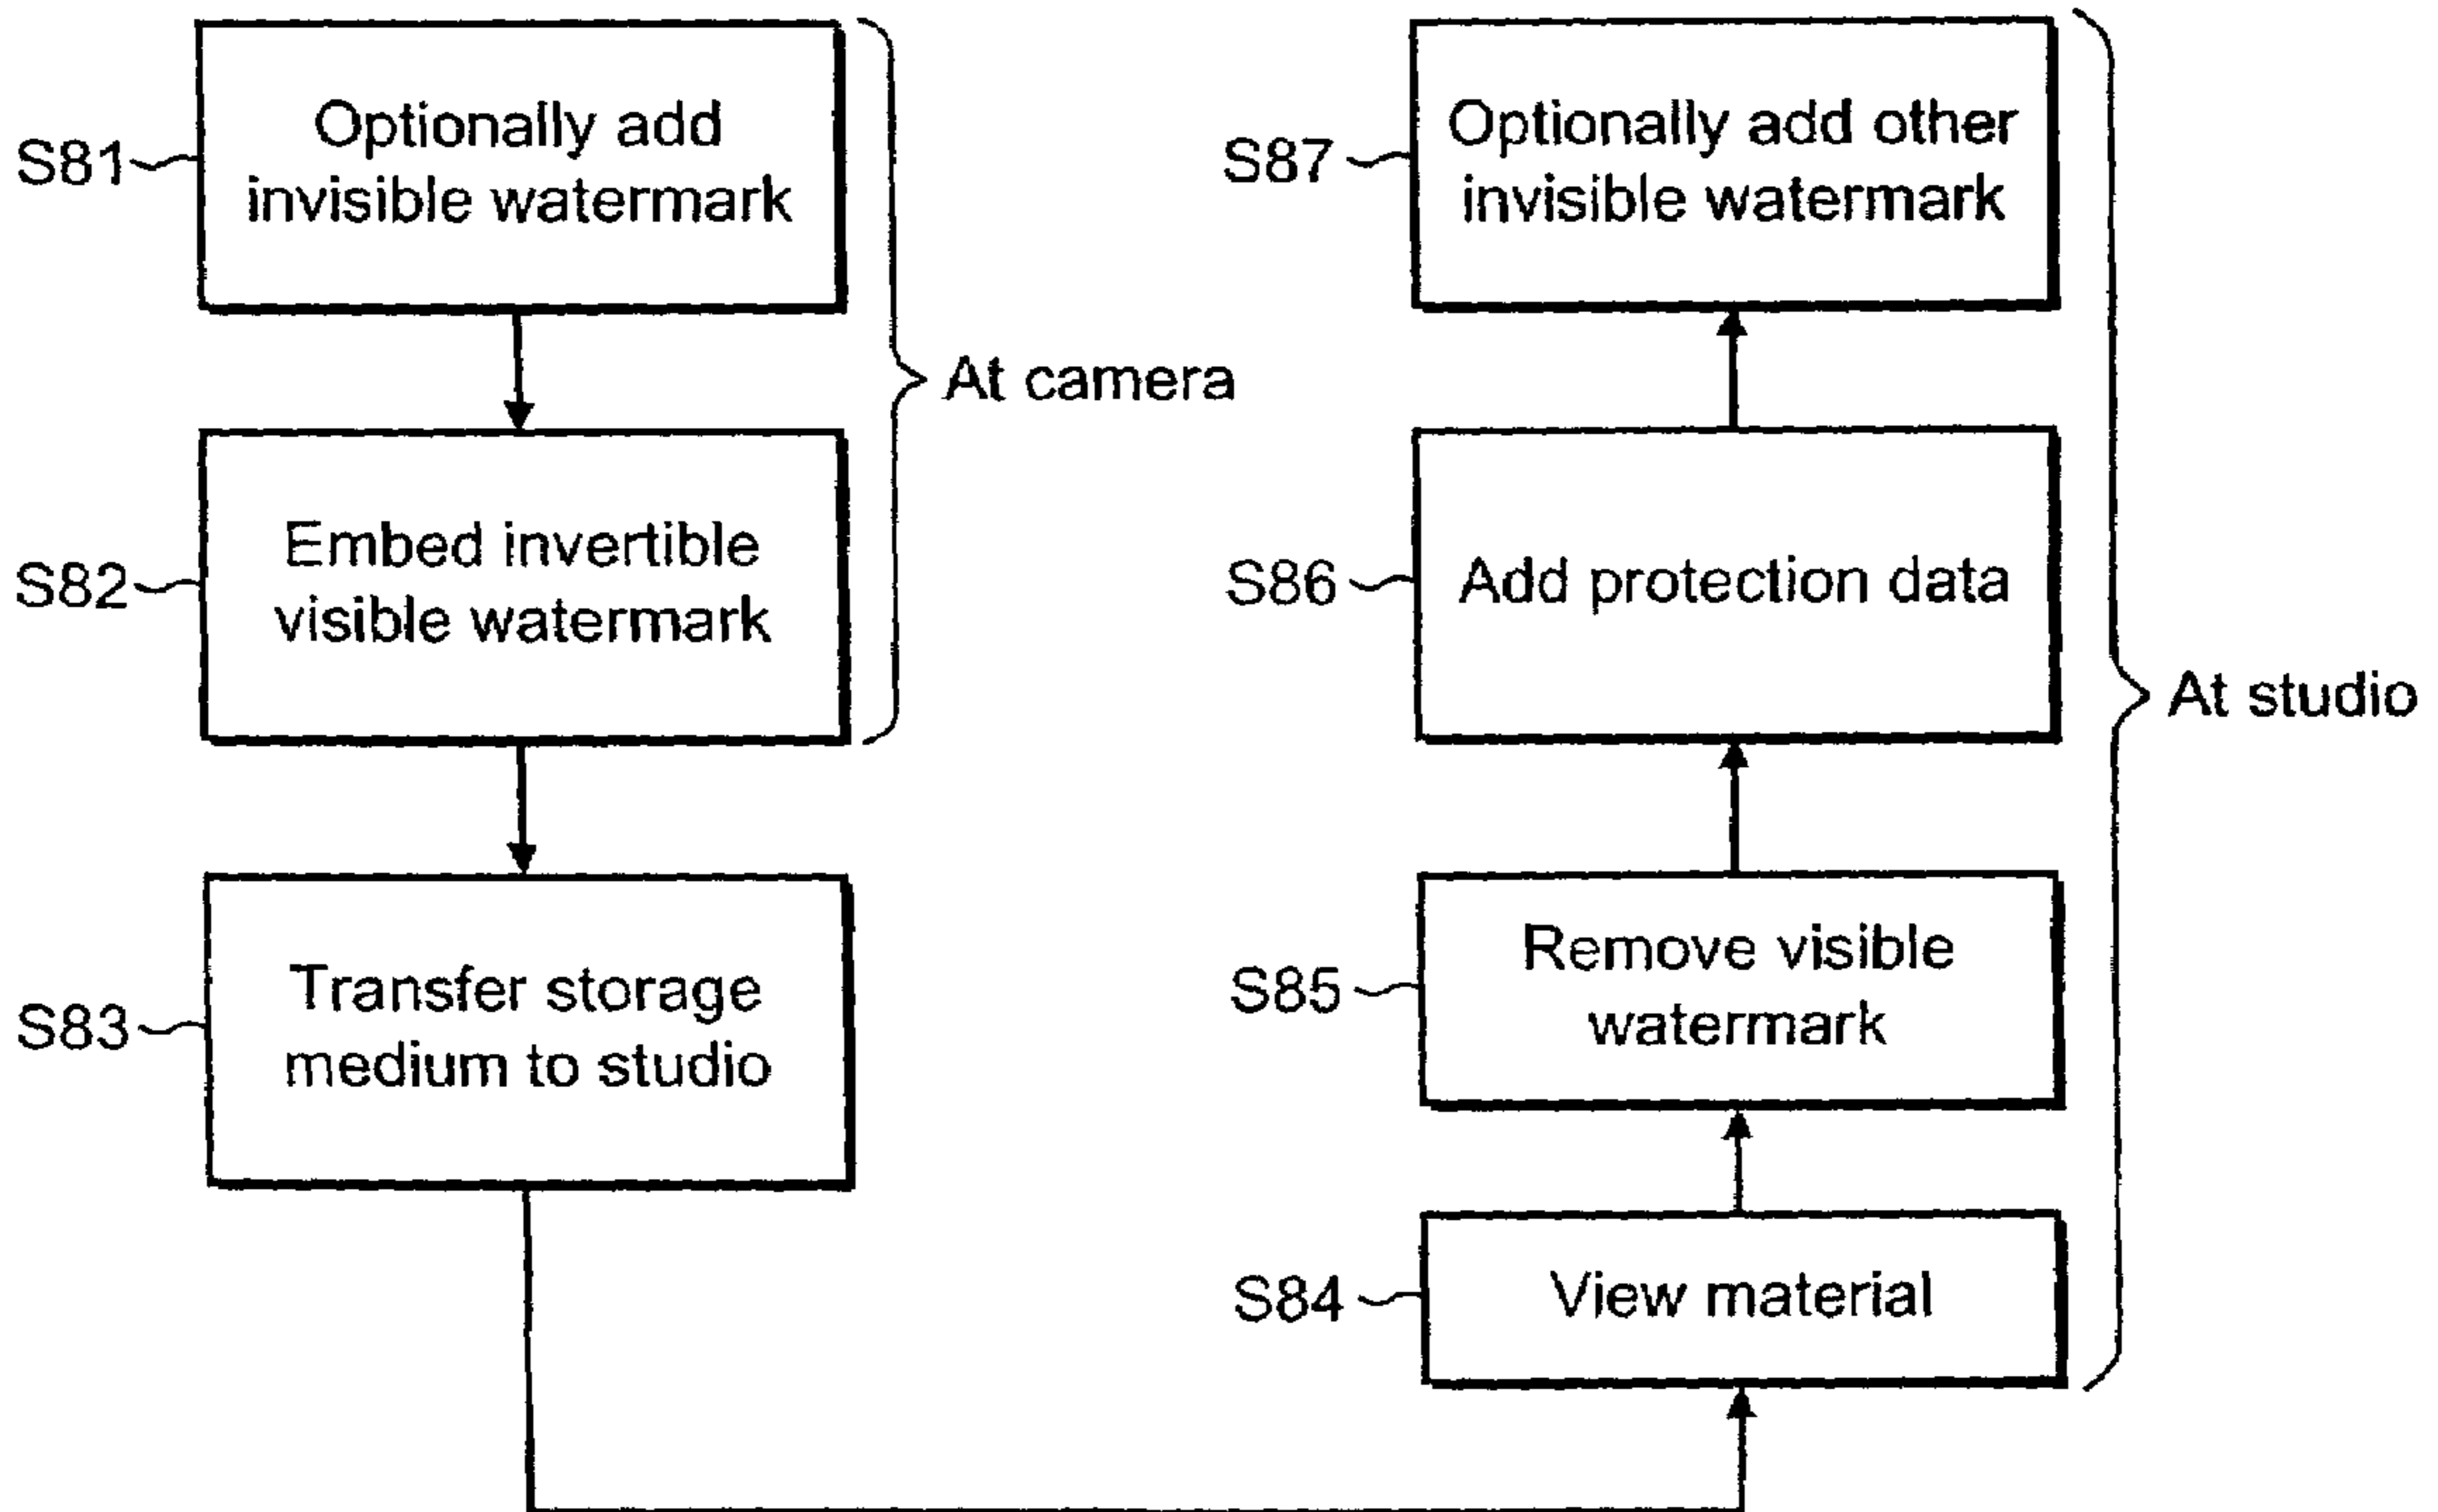 S81
Optionally add
invisible watermark
At camera
S82
Embed invertible
visible watermark
S83
Transfer storage
medium to studio
S87
Optionally add other
invisible watermark
S86
Add protection data
At studio
S85
Remove visible
watermark
S84
View material